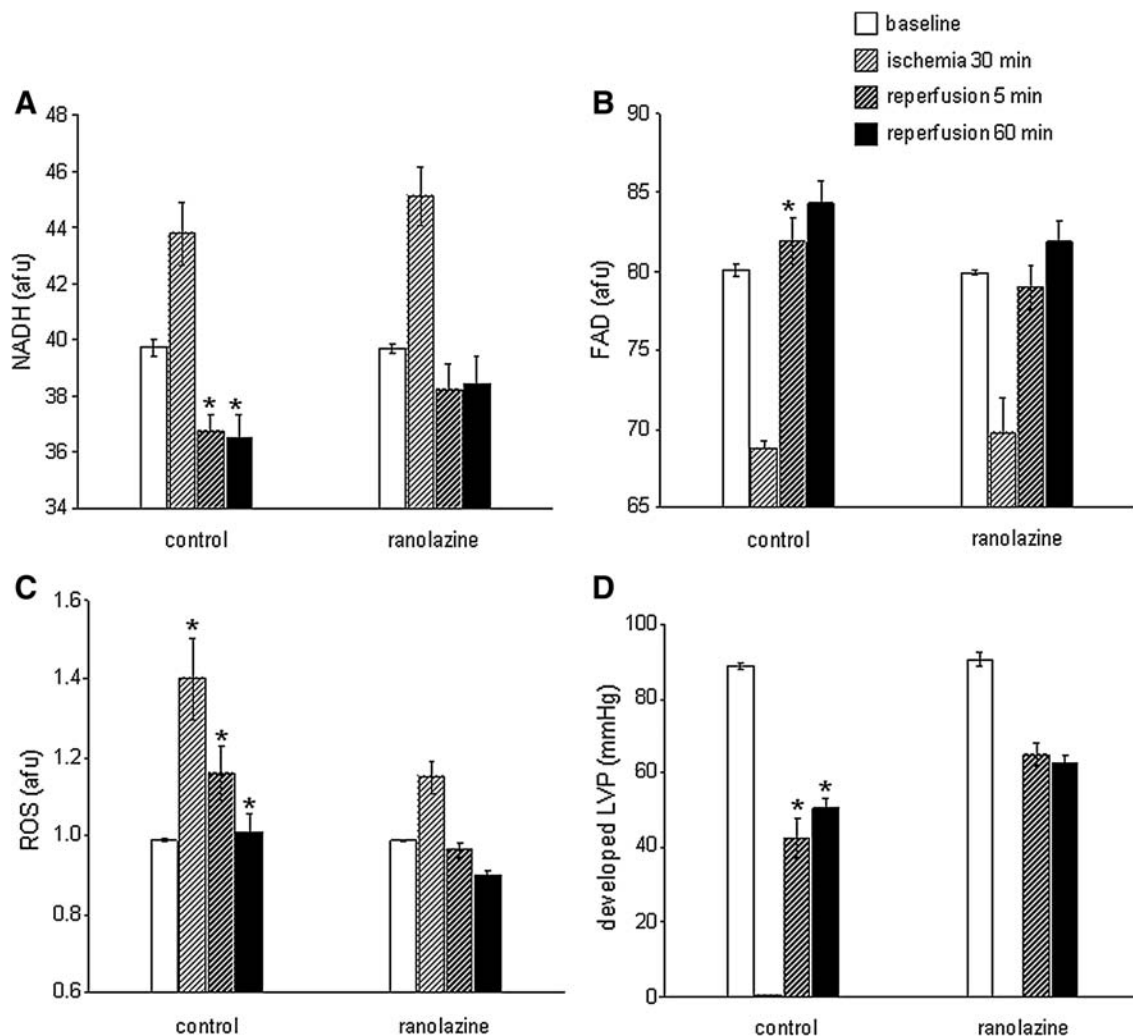 baseline
ischemia 30 min
reperfusion 5 min
reperfusion 60 min
A
NADH (afu)
48
46
44
42
40
38
36
34
* *
control ranolazine
B
FAD (afu)
90
85
80
75
70
65
*
control ranolazine
C
ROS (afu)
1.6
1.4
1.2
1.0
0.8
0.6
*
*
*
control ranolazine
D
developed LVP (mmHg)
100
80
60
40
20
0
*
*
control ranolazine